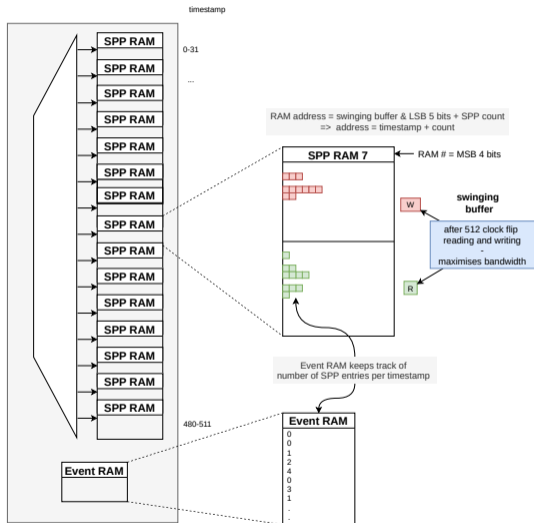 timestamp
SPP RAM
0-31
SPP RAM
...
SPP RAM
SPP RAM
SPP RAM
SPP RAM
SPP RAM
SPP RAM
SPP RAM
SPP RAM
SPP RAM
SPP RAM
SPP RAM
SPP RAM
SPP RAM
480-511
Event RAM
RAM address = swinging buffer & LSB 5 bits + SPP count
=> address = timestamp + count
SPP RAM 7
RAM # = MSB 4 bits
W
swinging
buffer
after 512 clock flip
reading and writing
-
maximises bandwidth
R
Event RAM keeps track of
number of SPP entries per timestamp
Event RAM
0
0
1
2
4
0
3
1
.
.